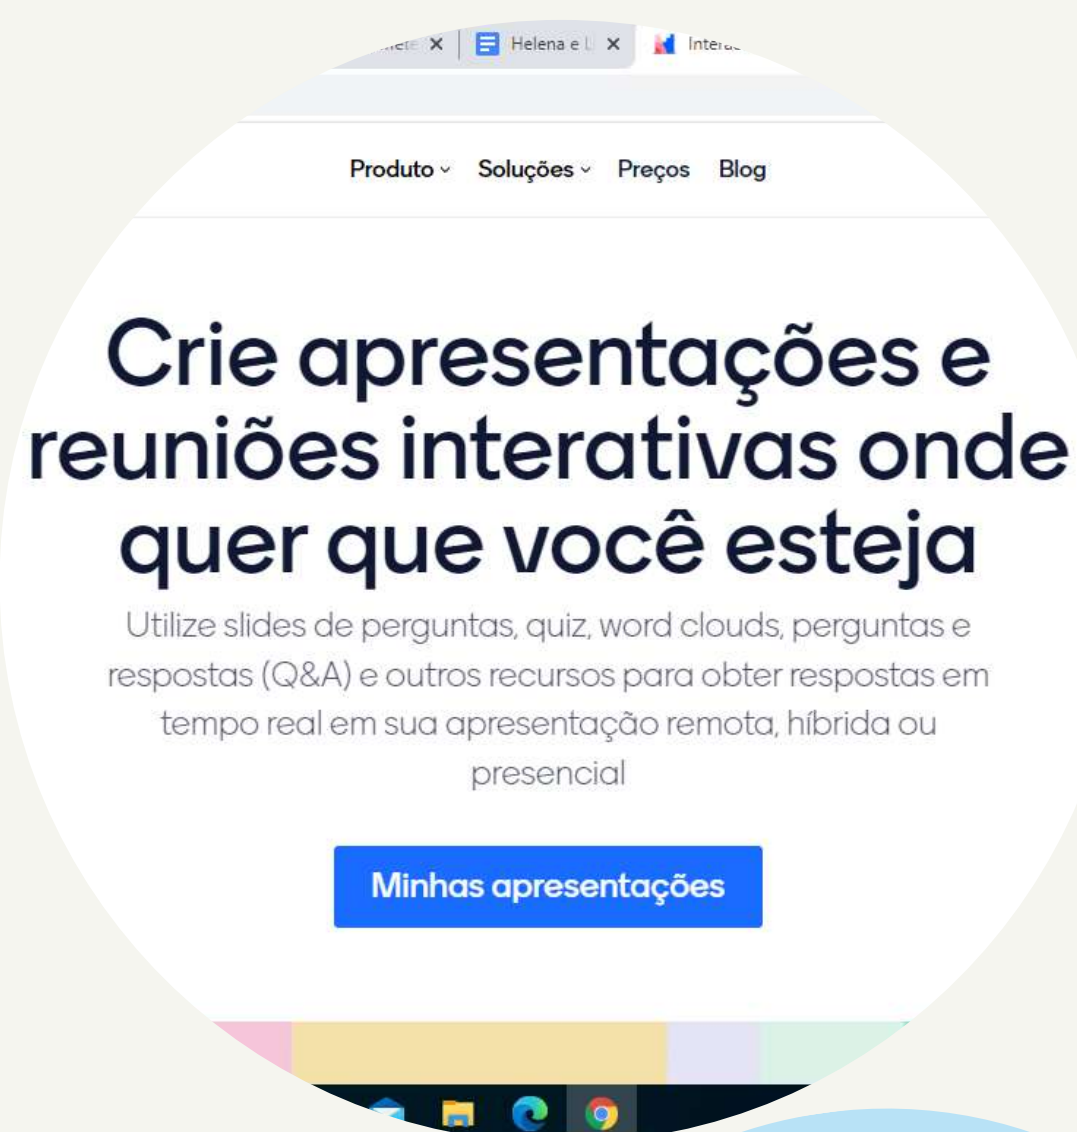 Helena e L
Produto Soluções Preços Blog
Crie apresentações e
reuniões interativas onde
quer que você esteja
Utilize slides de perguntas, quiz, word clouds, perguntas e
respostas (Q&A) e outros recursos para obter respostas em
tempo real em sua apresentação remota, híbrida ou
presencial
Minhas apresentações